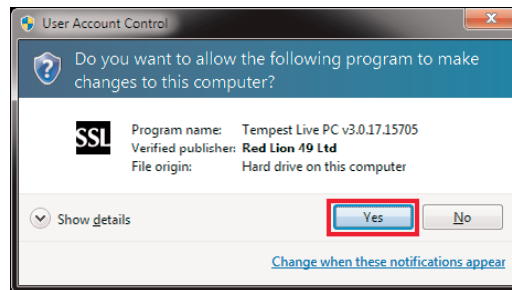 User Account Control
Do you want to allow the following program to make
changes to this computer?
SSL
Program name: Tempest Live PC v3.0.17.15705
Verified publisher: Red Lion 49 Ltd
File origin: Hard drive on this computer
Show details
Yes
No
Change when these notifications appear